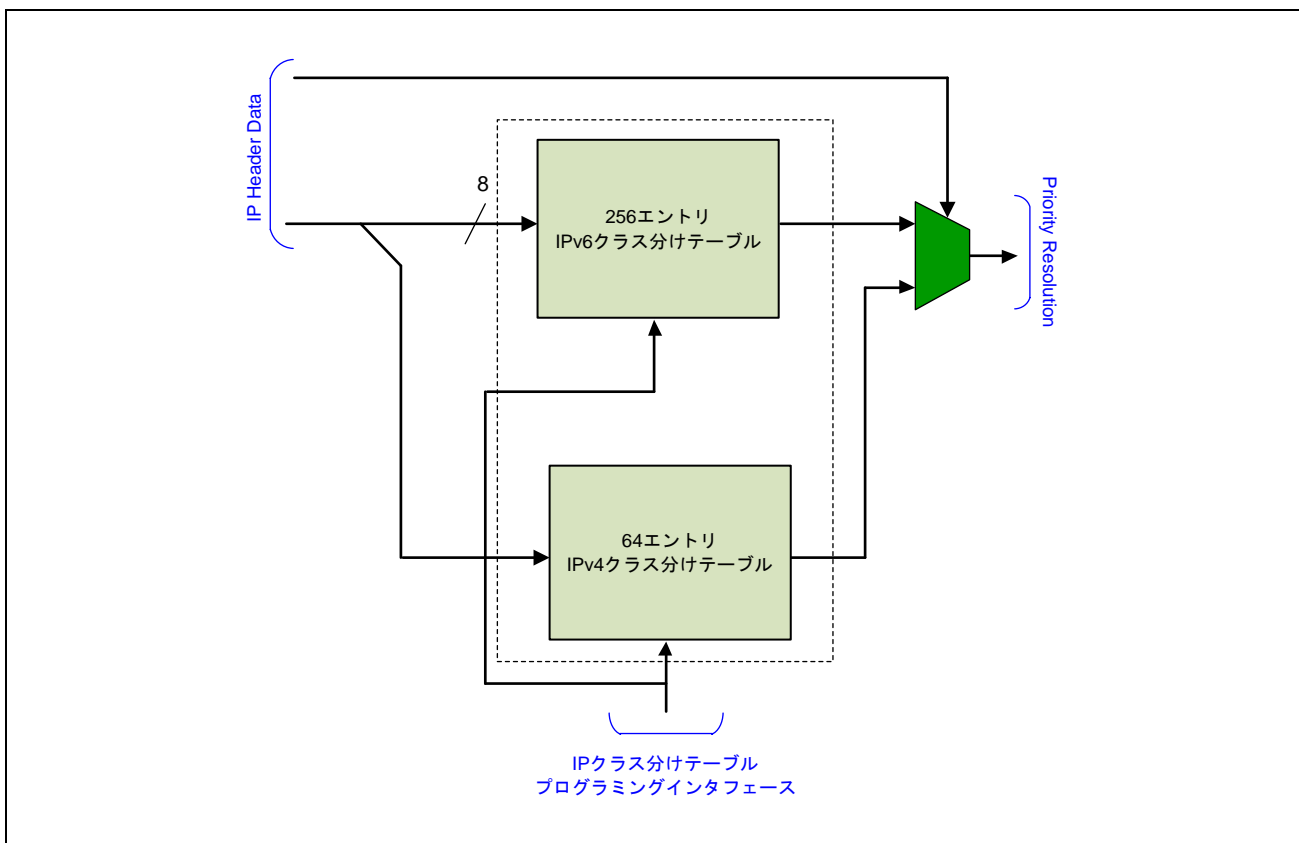 IP Header Data
8
256エントリ
IPv6クラス分けテーブル
Priority Resolution
64エントリ
IPv4クラス分けテーブル
IPクラス分けテーブル
プログラミングインタフェース